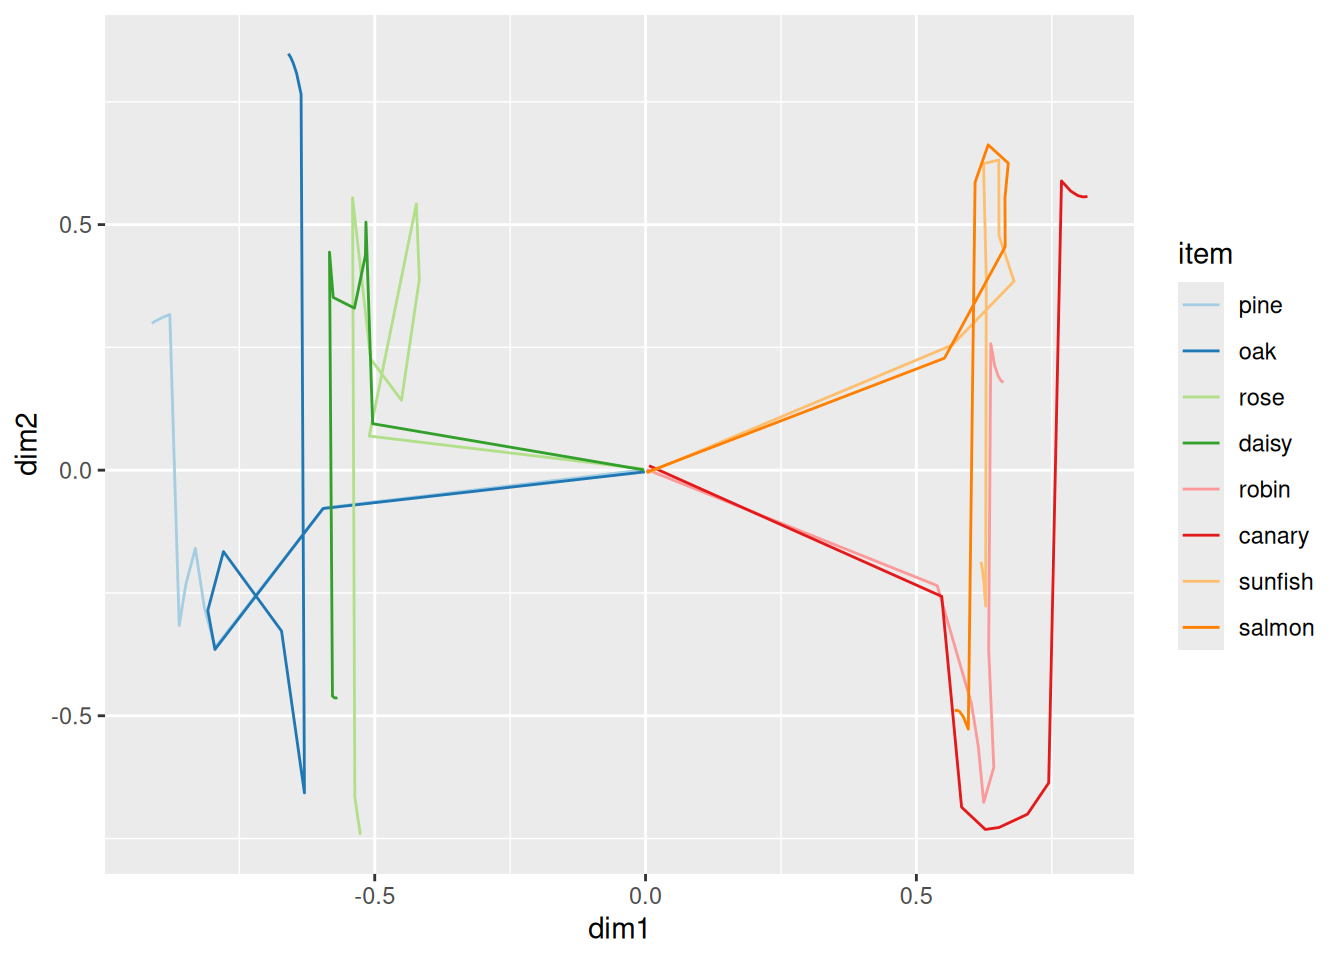 0.5
0.0
-0.5
dim2
-0.5
0.0
0.5
dim1
item
pine
oak
rose
daisy
robin
canary
sunfish
salmon